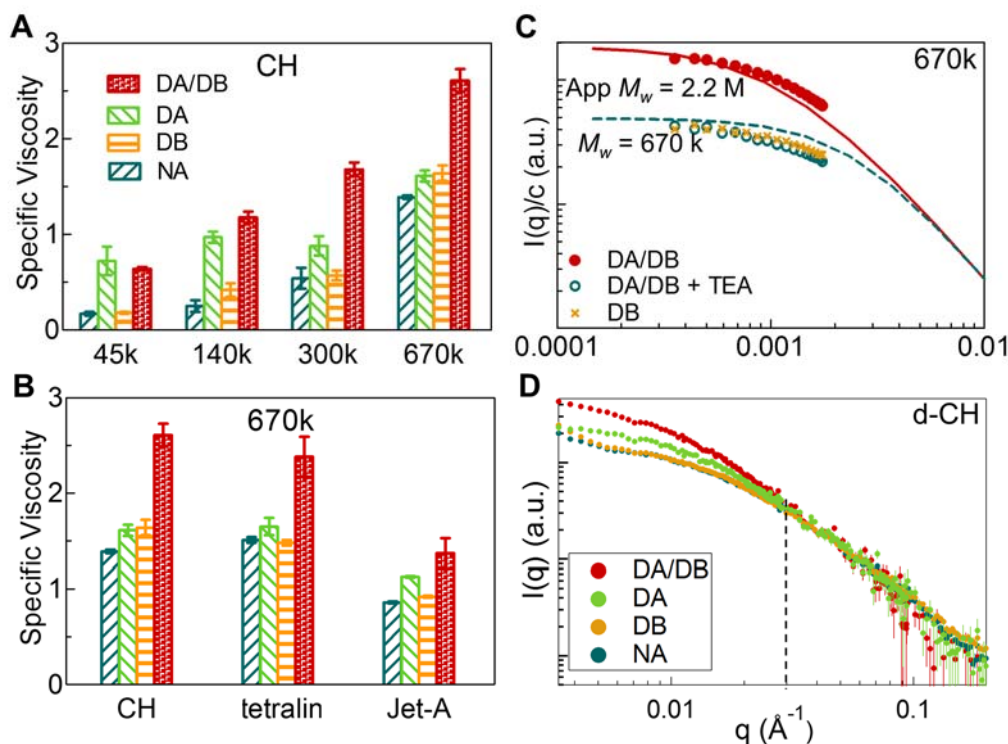 A
CH
Specific Viscosity
3
2
1
0
DA/DB
DA
DB
NA
45k
140k
300k
670k
B
670k
Specific Viscosity
3
2
1
0
CH
tetralin
Jet-A
C
670k
I(q)/c (a.u.)
App Mw = 2.2 M
Mw = 670 k
DA/DB
DA/DB + TEA
DB
0.0001
0.001
0.01
D
d-CH
I(q) (a.u.)
DA/DB
DA
DB
NA
0.01
0.1
q (Å-1)